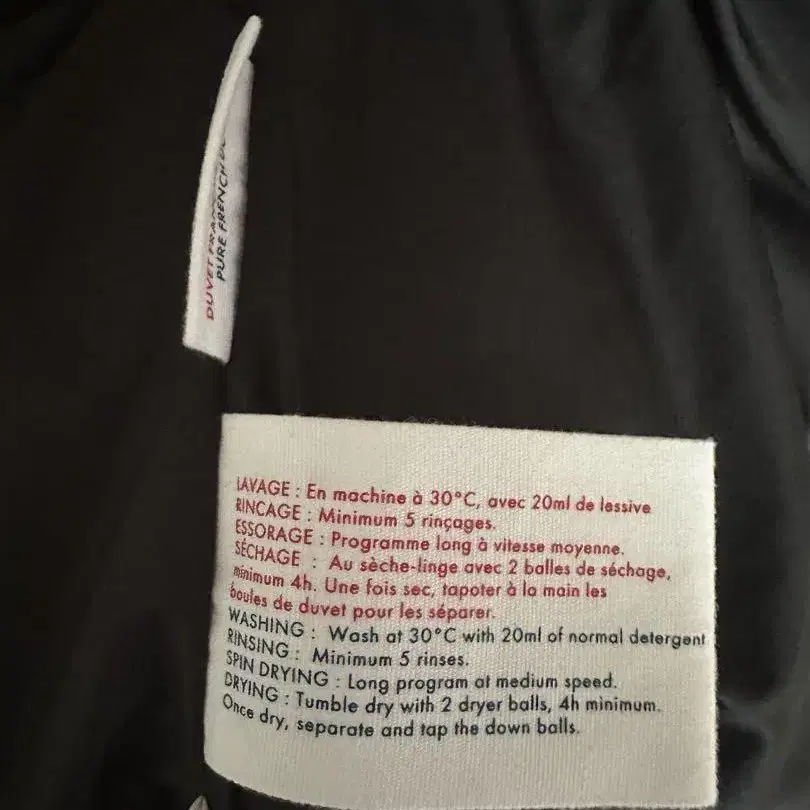 DUVET
PURE FRENCH
LAVAGE : En machine à 30°C, avec 20ml de lessive
RINCAGE : Minimum 5 rinçages.
ESSORAGE : Programme long à vitesse moyenne.
SÉCHAGE : Au sèche-linge avec 2 balles de séchage,
minimum 4h. Une fois sec, tapoter à la main les
boules de duvet pour les séparer.
WASHING : Wash at 30°C with 20ml of normal detergent
RINSING : Minimum 5 rinses.
SPIN DRYING : Long program at medium speed.
DRYING : Tumble dry with 2 dryer balls, 4h minimum.
Once dry, separate and tap the down balls.